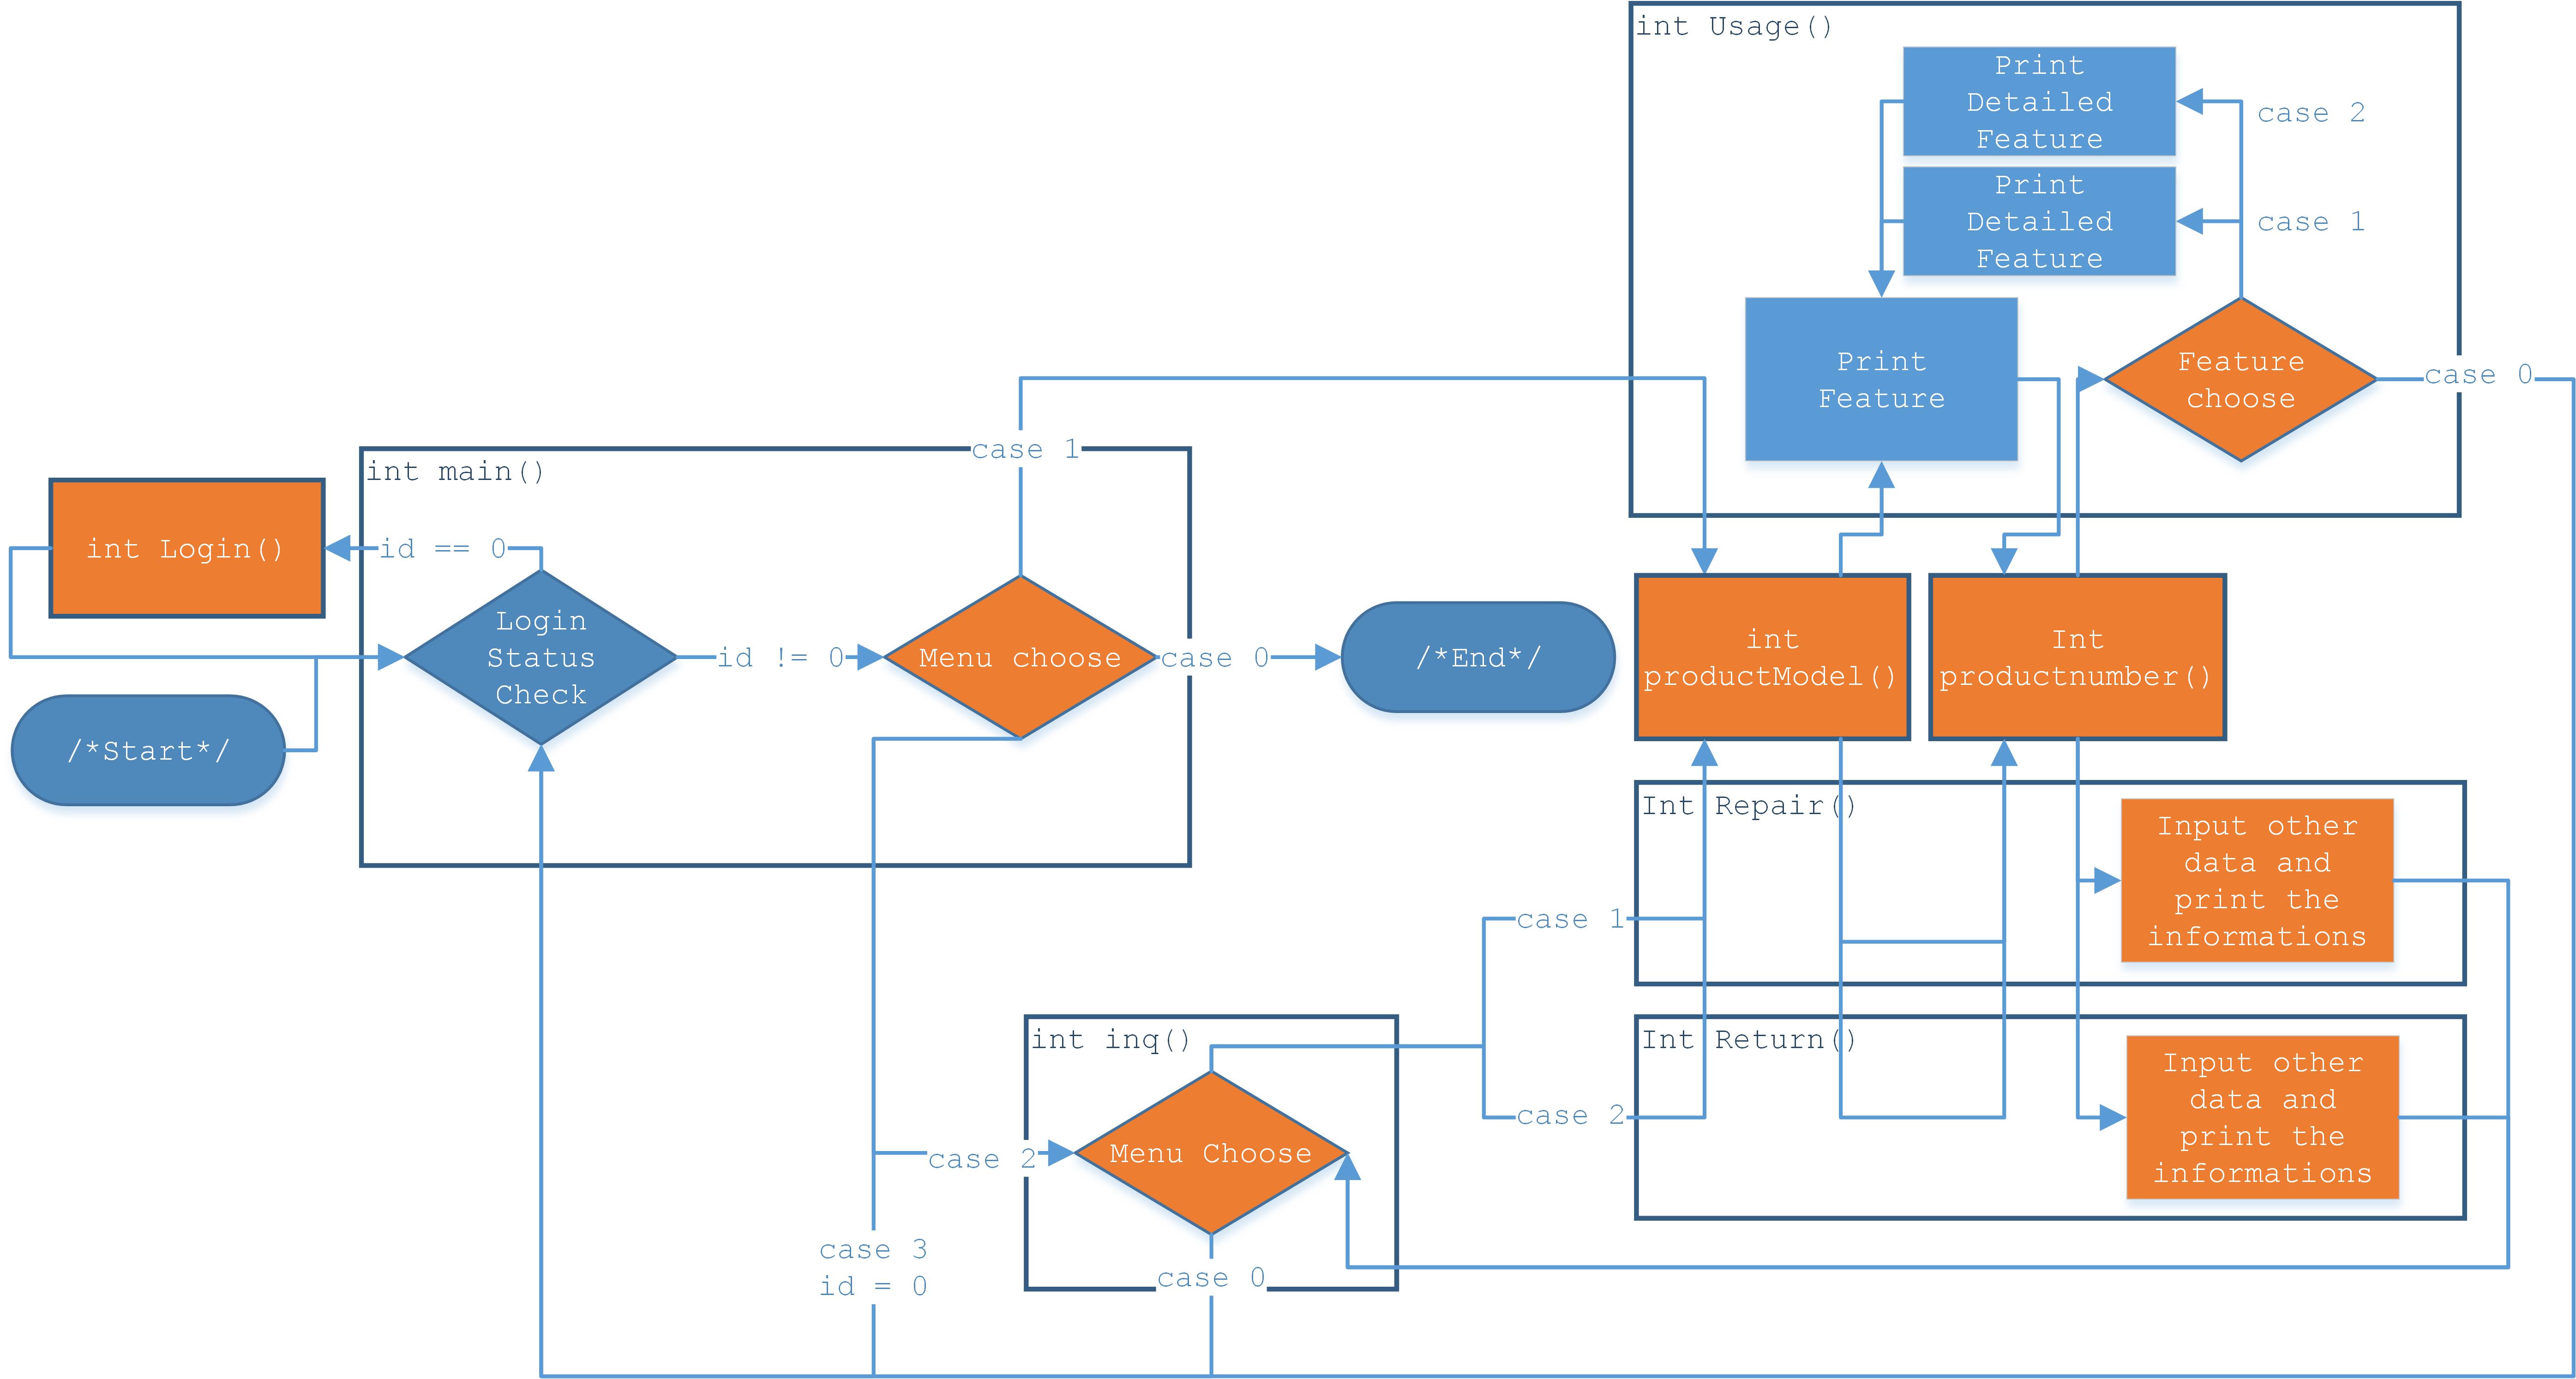 int Usage()
Print
Detailed
Feature
case 2
Print
Detailed
Feature
case 1
Print
Feature
Feature
choose
case 0
case 1
int main()
int Login()
id == 0
Login
Status
Check
id != 0
Menu choose
case 0
/*End*/
int
productModel()
Int
productnumber()
/*Start*/
Int Repair()
Input other
data and
print the
informations
case 1
int inq()
Int Return()
Input other
data and
print the
informations
case 2
case 2
Menu Choose
case 3
id = 0
case 0